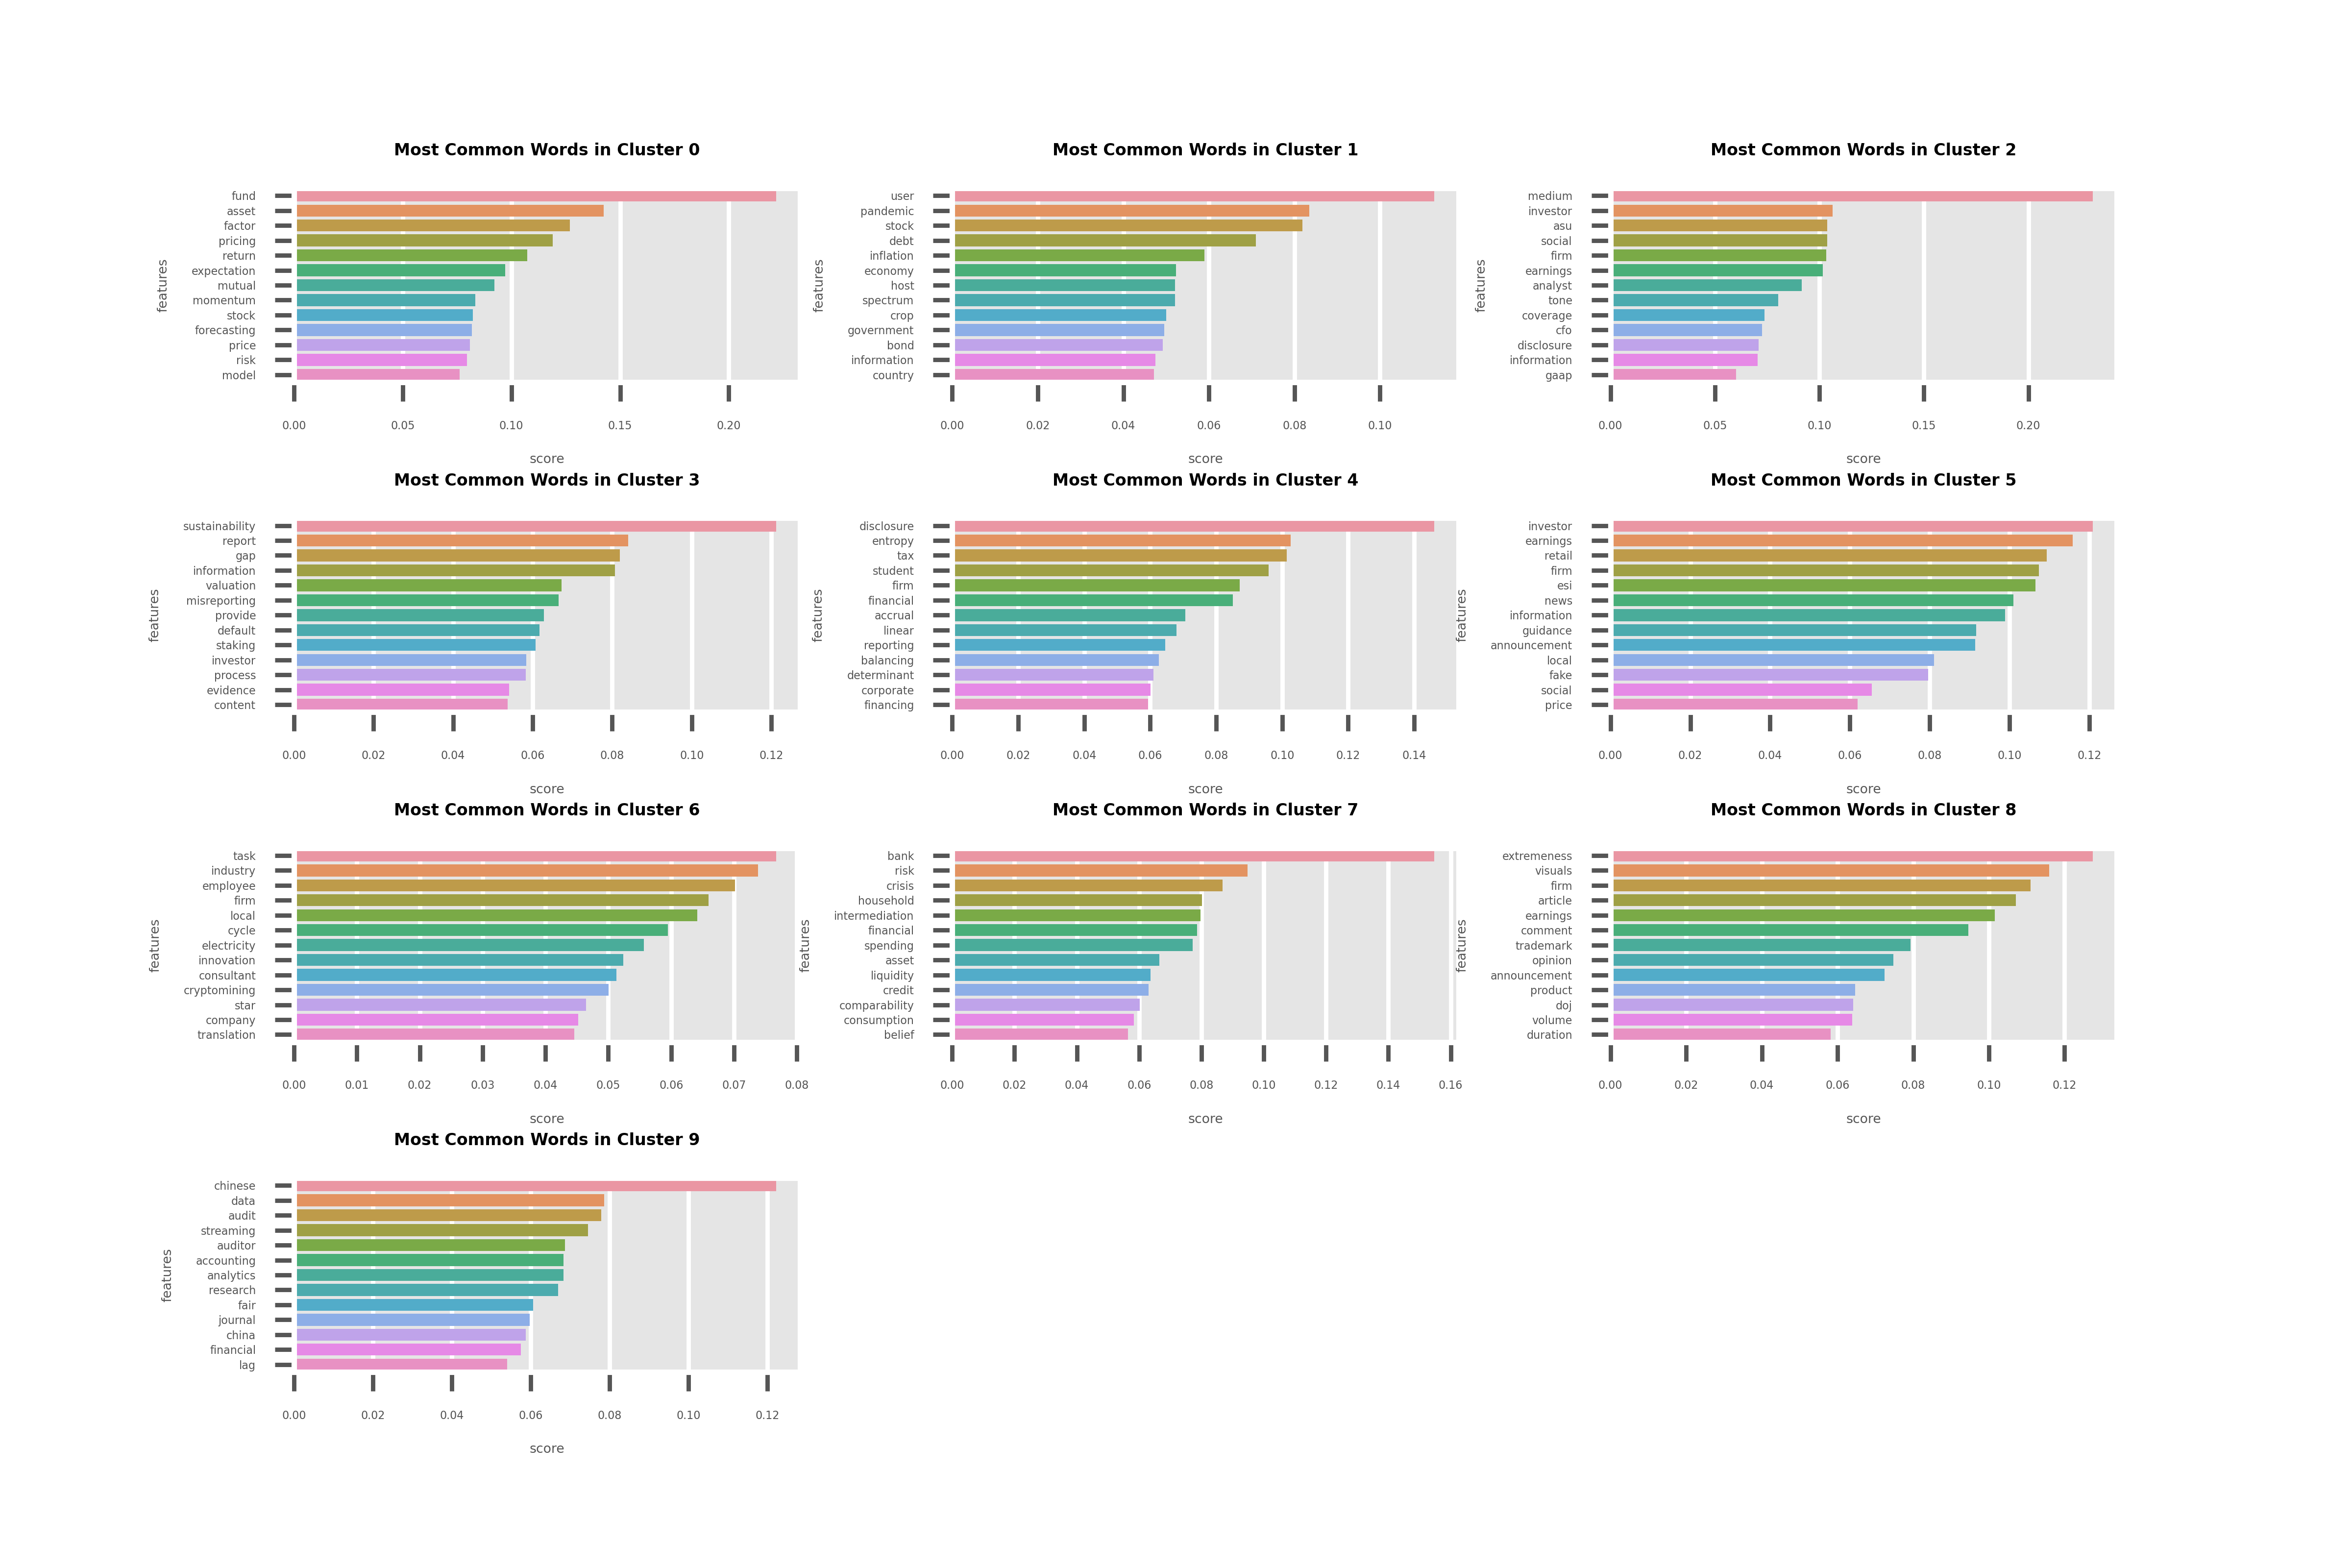 Most Common Words in Cluster 0
features
fund
asset
factor
pricing
return
expectation
mutual
momentum
stock
forecasting
price
risk
model
0.00 0.05 0.10 0.15 0.20
score
Most Common Words in Cluster 1
features
user
pandemic
stock
debt
inflation
economy
host
spectrum
crop
government
bond
information
country
0.00 0.02 0.04 0.06 0.08 0.10
score
Most Common Words in Cluster 2
features
medium
investor
asu
social
firm
earnings
analyst
tone
coverage
cfo
disclosure
information
gaap
0.00 0.05 0.10 0.15 0.20
score
Most Common Words in Cluster 3
features
sustainability
report
gap
information
valuation
misreporting
provide
default
staking
investor
process
evidence
content
0.00 0.02 0.04 0.06 0.08 0.10 0.12
score
Most Common Words in Cluster 4
features
disclosure
entropy
tax
student
firm
financial
accrual
linear
reporting
balancing
determinant
corporate
financing
0.00 0.02 0.04 0.06 0.08 0.10 0.12 0.14
score
Most Common Words in Cluster 5
features
investor
earnings
retail
firm
esi
news
information
guidance
announcement
local
fake
social
price
0.00 0.02 0.04 0.06 0.08 0.10 0.12
score
Most Common Words in Cluster 6
features
task
industry
employee
firm
local
cycle
electricity
innovation
consultant
cryptomining
star
company
translation
0.00 0.01 0.02 0.03 0.04 0.05 0.06 0.07 0.08
score
Most Common Words in Cluster 7
features
bank
risk
crisis
household
intermediation
financial
spending
asset
liquidity
credit
comparability
consumption
belief
0.00 0.02 0.04 0.06 0.08 0.10 0.12 0.14 0.16
score
Most Common Words in Cluster 8
features
extremeness
visuals
firm
article
earnings
comment
trademark
opinion
announcement
product
doj
volume
duration
0.00 0.02 0.04 0.06 0.08 0.10 0.12
score
Most Common Words in Cluster 9
features
chinese
data
audit
streaming
auditor
accounting
analytics
research
fair
journal
china
financial
lag
0.00 0.02 0.04 0.06 0.08 0.10 0.12
score